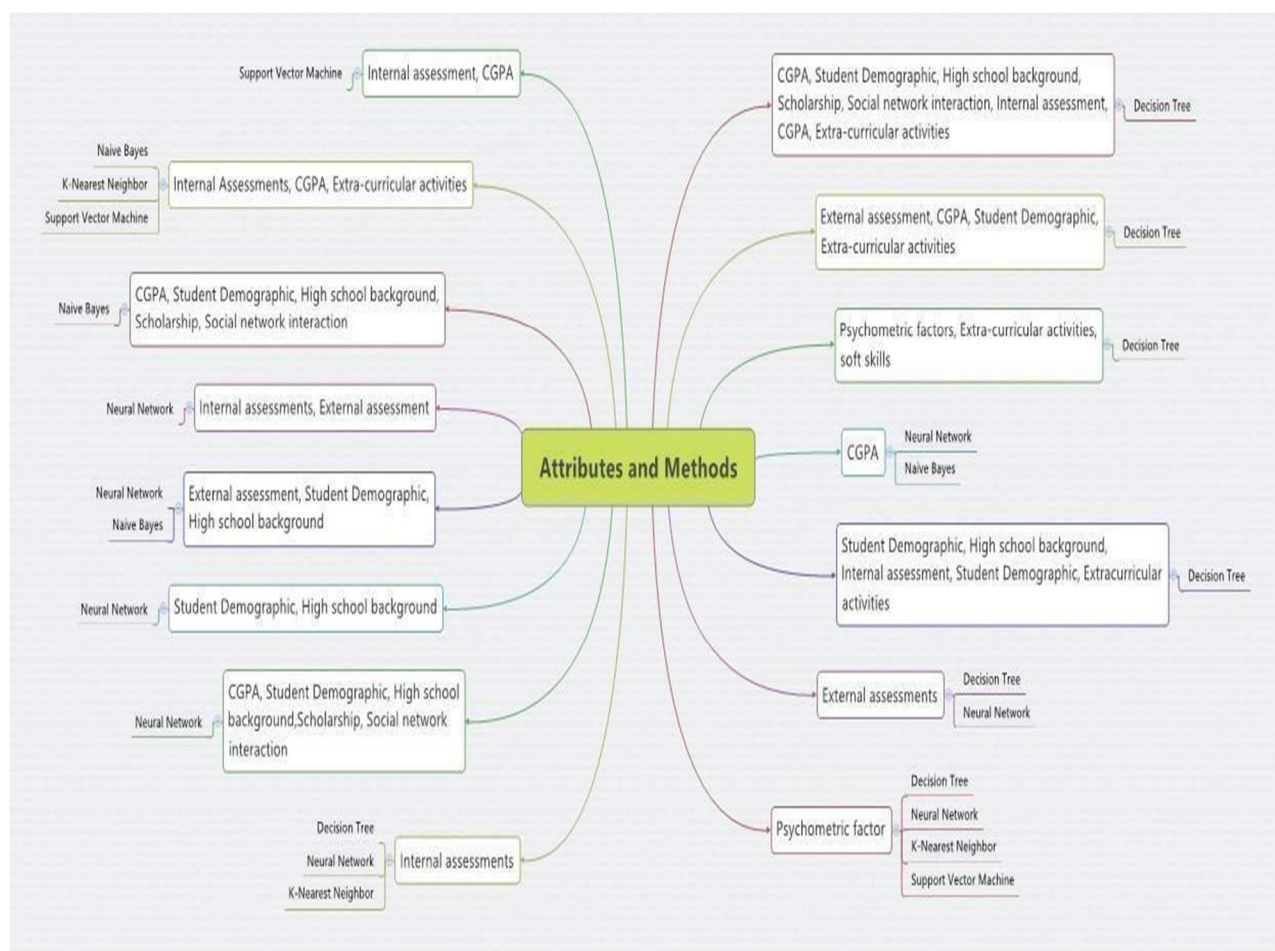 Support Vector Machine
Internal assessment, CGPA
Naive Bayes
K-Nearest Neighbor
Support Vector Machine
Internal Assessments, CGPA, Extra-curricular activities
Naive Bayes
CGPA, Student Demographic, High school background,
Scholarship, Social network interaction
Neural Network
Internal assessments, External assessment
Neural Network
Naive Bayes
External assessment, Student Demographic,
High school background
Neural Network
Student Demographic, High school background
Neural Network
CGPA, Student Demographic, High school
background,Scholarship, Social network
interaction
Decision Tree
Neural Network
K-Nearest Neighbor
Internal assessments
Attributes and Methods
CGPA, Student Demographic, High school background,
Scholarship, Social network interaction, Internal assessment,
CGPA, Extra-curricular activities
Decision Tree
External assessment, CGPA, Student Demographic,
Extra-curricular activities
Decision Tree
Psychometric factors, Extra-curricular activities,
soft skills
Decision Tree
CGPA
Neural Network
Naive Bayes
Student Demographic, High school background,
Internal assessment, Student Demographic, Extracurricular
activities
Decision Tree
External assessments
Decision Tree
Neural Network
Psychometric factor
Decision Tree
Neural Network
K-Nearest Neighbor
Support Vector Machine